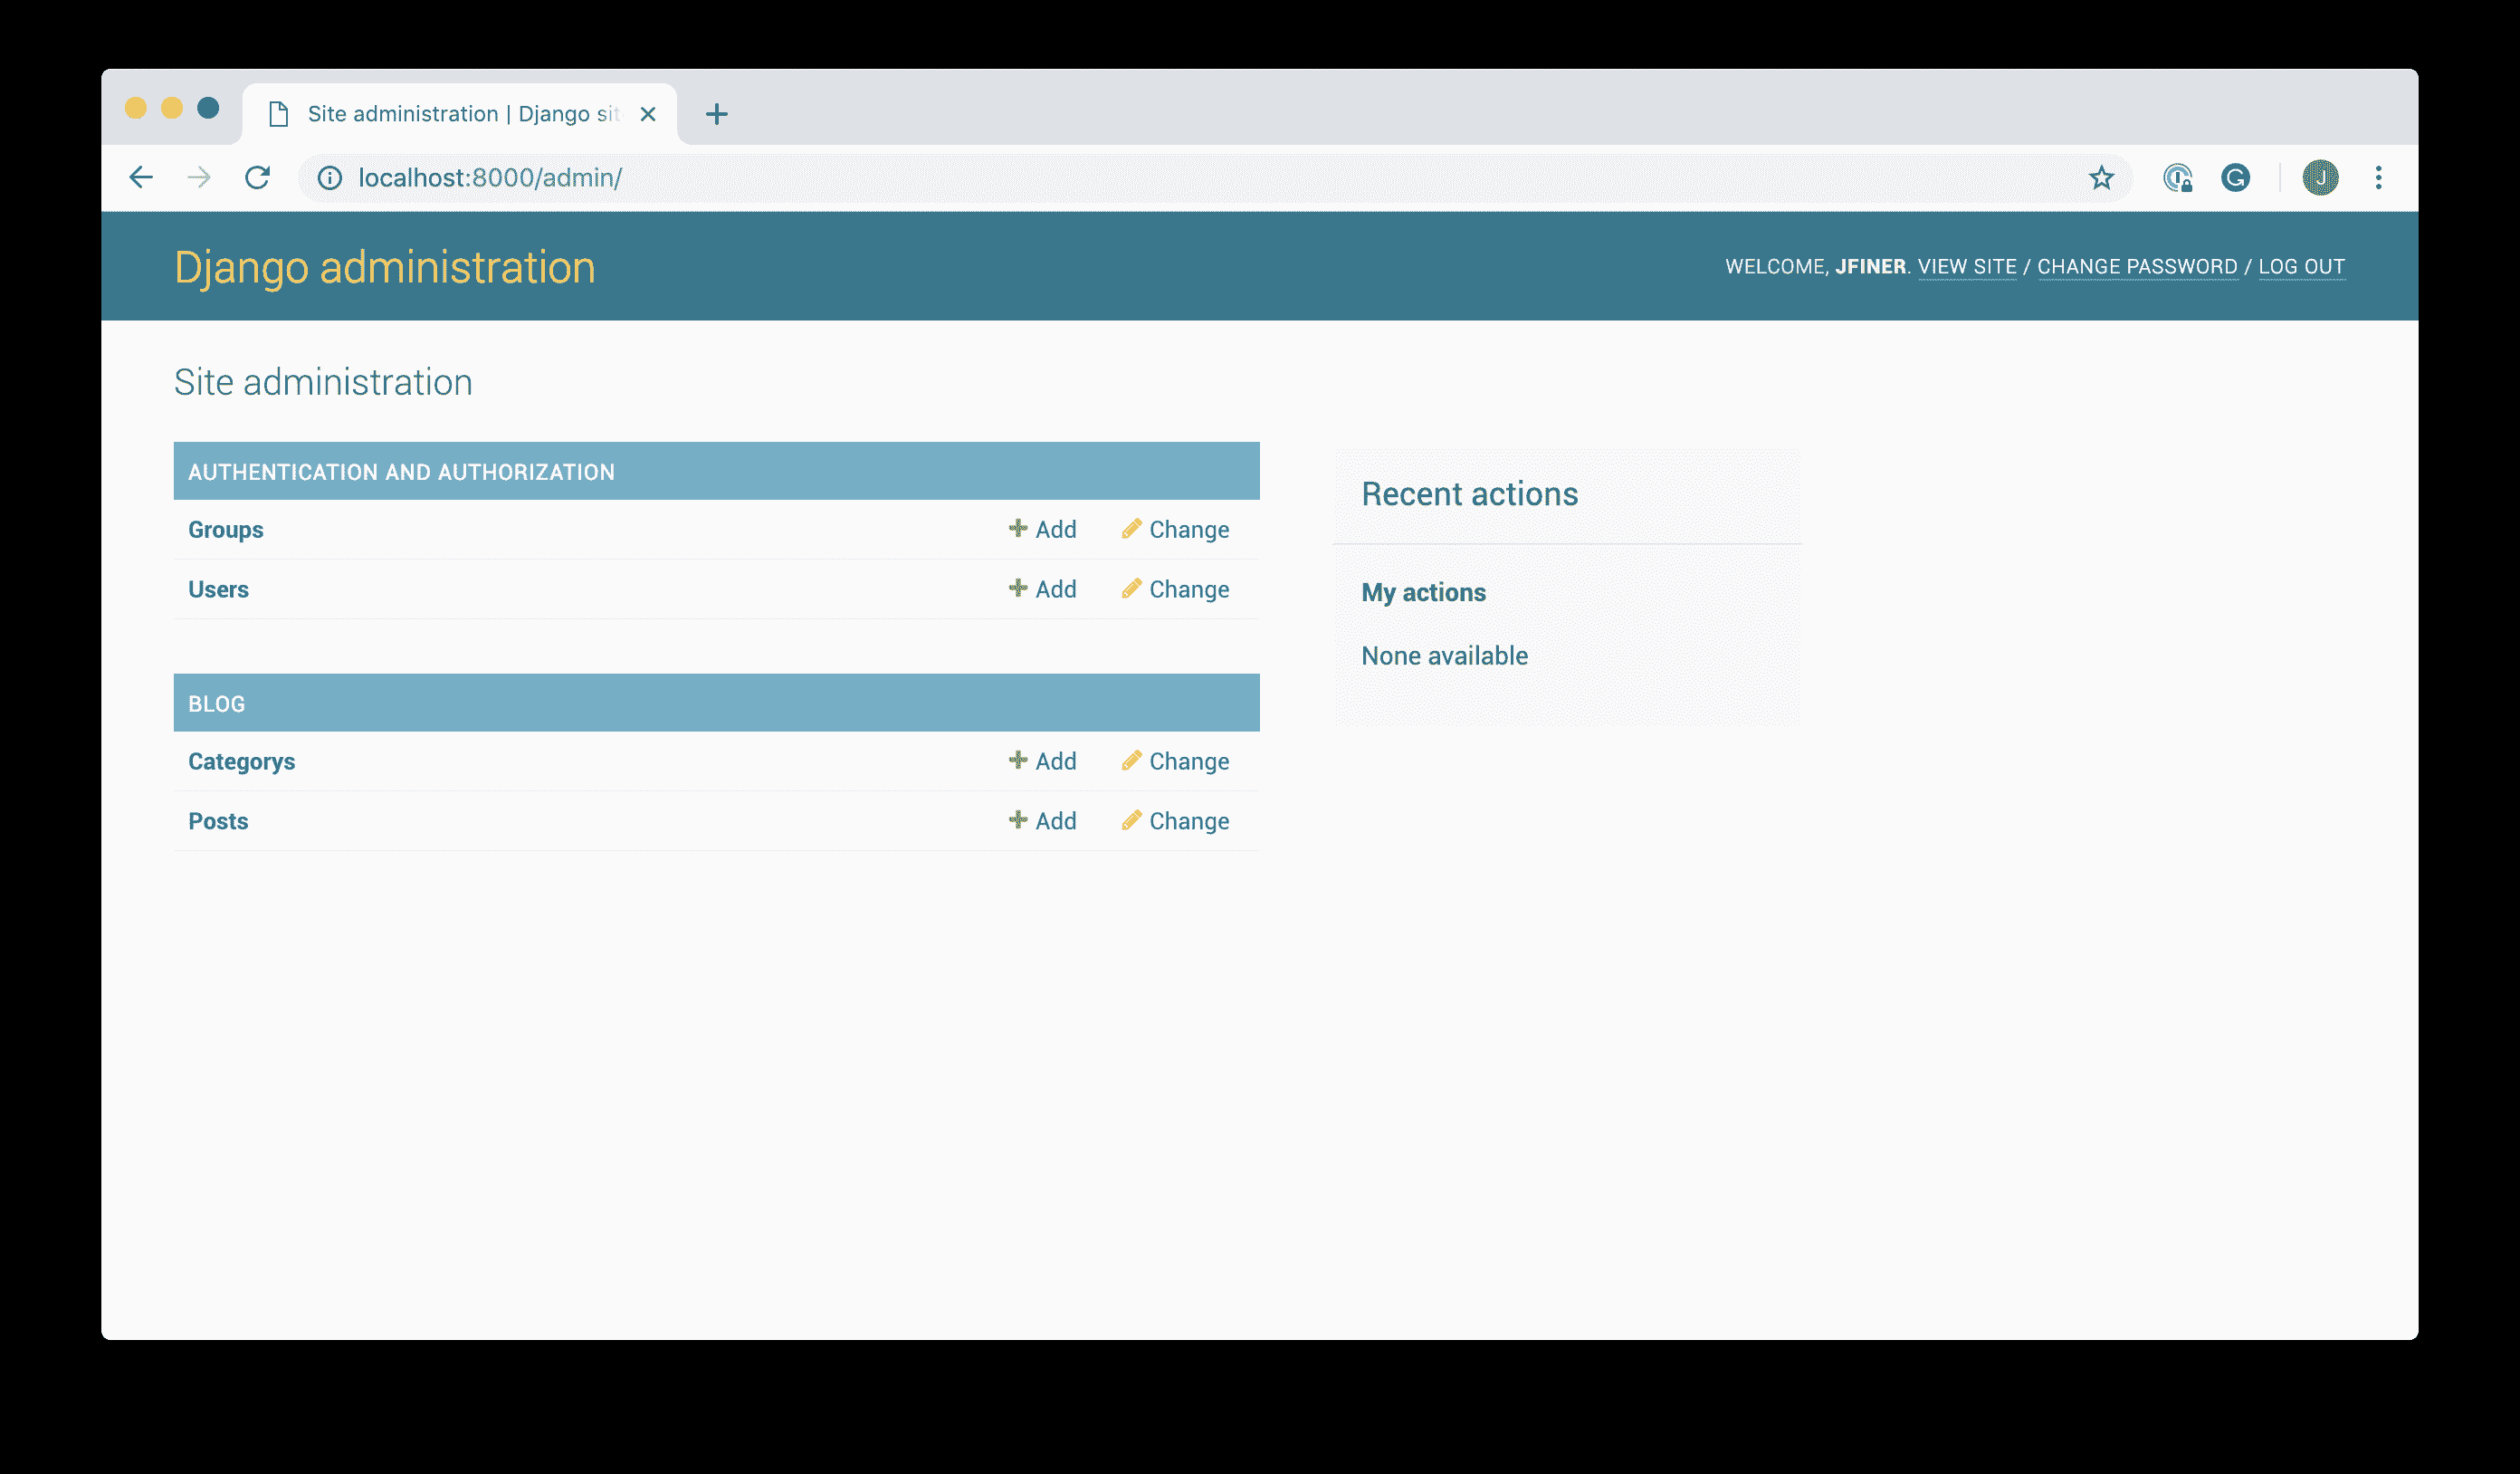 Site administration | Django sit
localhost:8000/admin/
J
Django administration
WELCOME, JFINER. VIEW SITE / CHANGE PASSWORD / LOG OUT
Site administration
AUTHENTICATION AND AUTHORIZATION
Groups Add Change
Users Add Change
BLOG
Categorys Add Change
Posts Add Change
Recent actions
My actions
None available